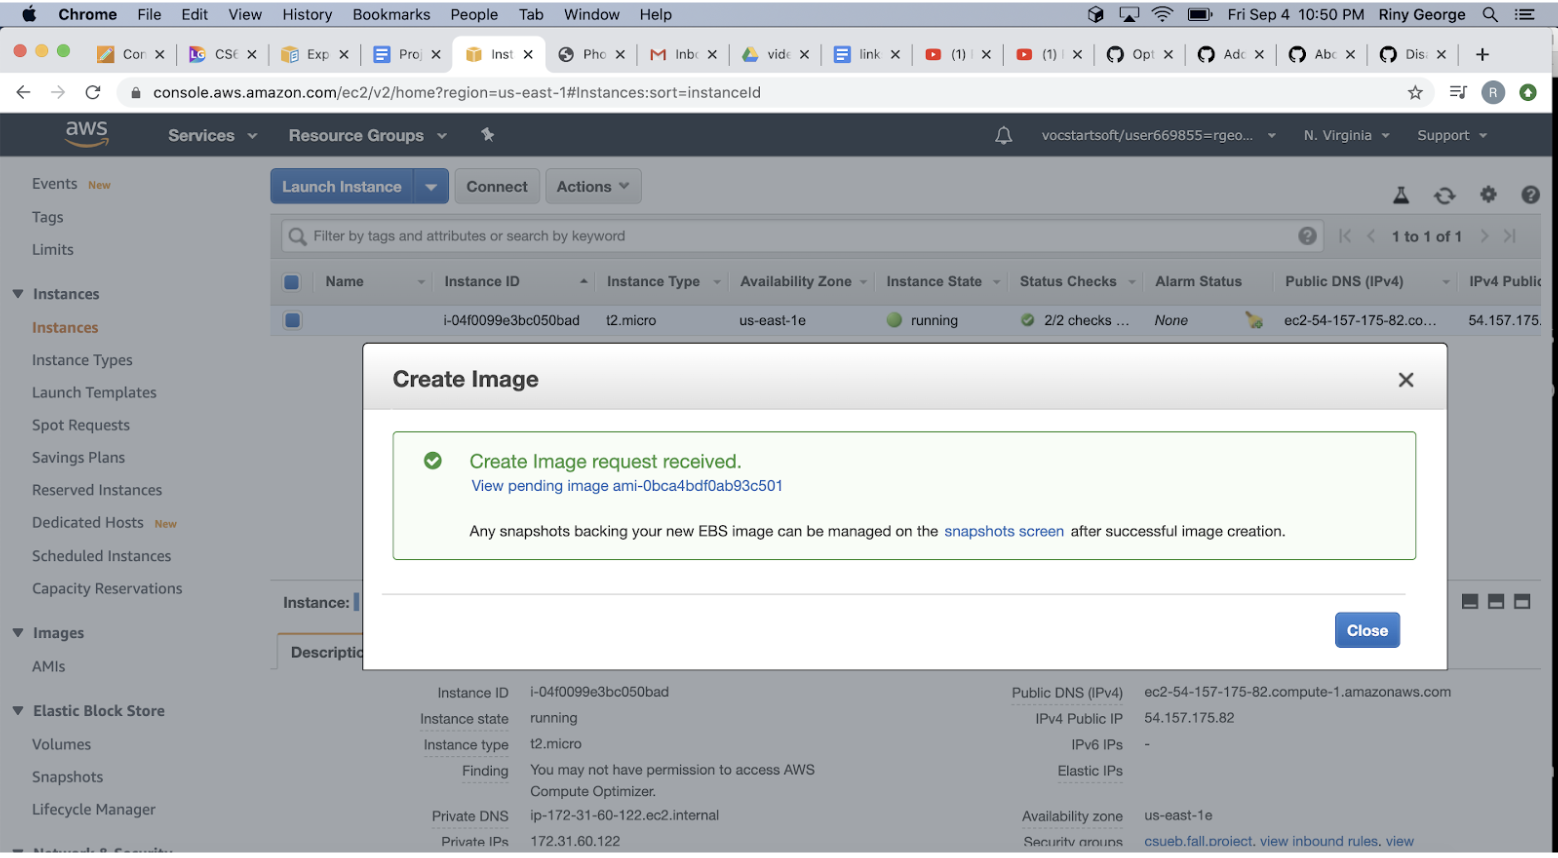 Chrome File Edit View History Bookmarks People Tab Window Help Fri Sep 4 10:50 PM Riny George
Con CS6 Exp Proj Inst Pho Inbo vide link (1) (1) Opt Adc Abc Dis
console.aws.amazon.com/ec2/v2/home?region=us-east-1#Instances:sort=instanceId R
aws Services Resource Groups vocstartsoft/user669855=rgeo... N. Virginia Support
Events New
Tags
Limits
Instances
Instances
Instance Types
Launch Templates
Spot Requests
Savings Plans
Reserved Instances
Dedicated Hosts New
Scheduled Instances
Capacity Reservations
Images
AMIs
Elastic Block Store
Volumes
Snapshots
Lifecycle Manager
Network & Security
Launch Instance Connect Actions
Filter by tags and attributes or search by keyword 1 to 1 of 1
Name Instance ID Instance Type Availability Zone Instance State Status Checks Alarm Status Public DNS (IPv4) IPv4 Public
i-04f0099e3bc050bad t2.micro us-east-1e running 2/2 checks ... None ec2-54-157-175-82.co... 54.157.175.
Create Image
Create Image request received.
View pending image ami-0bca4bdf0ab93c501
Any snapshots backing your new EBS image can be managed on the snapshots screen after successful image creation.
Close
Instance:
Descriptio
Instance ID i-04f0099e3bc050bad Public DNS (IPv4) ec2-54-157-175-82.compute-1.amazonaws.com
Instance state running IPv4 Public IP 54.157.175.82
Instance type t2.micro IPv6 IPs -
Finding You may not have permission to access AWS Elastic IPs
Compute Optimizer.
Private DNS ip-172-31-60-122.ec2.internal Availability zone us-east-1e
Private IPs 172.31.60.122 Security groups csueb.fall.project. view inbound rules. view